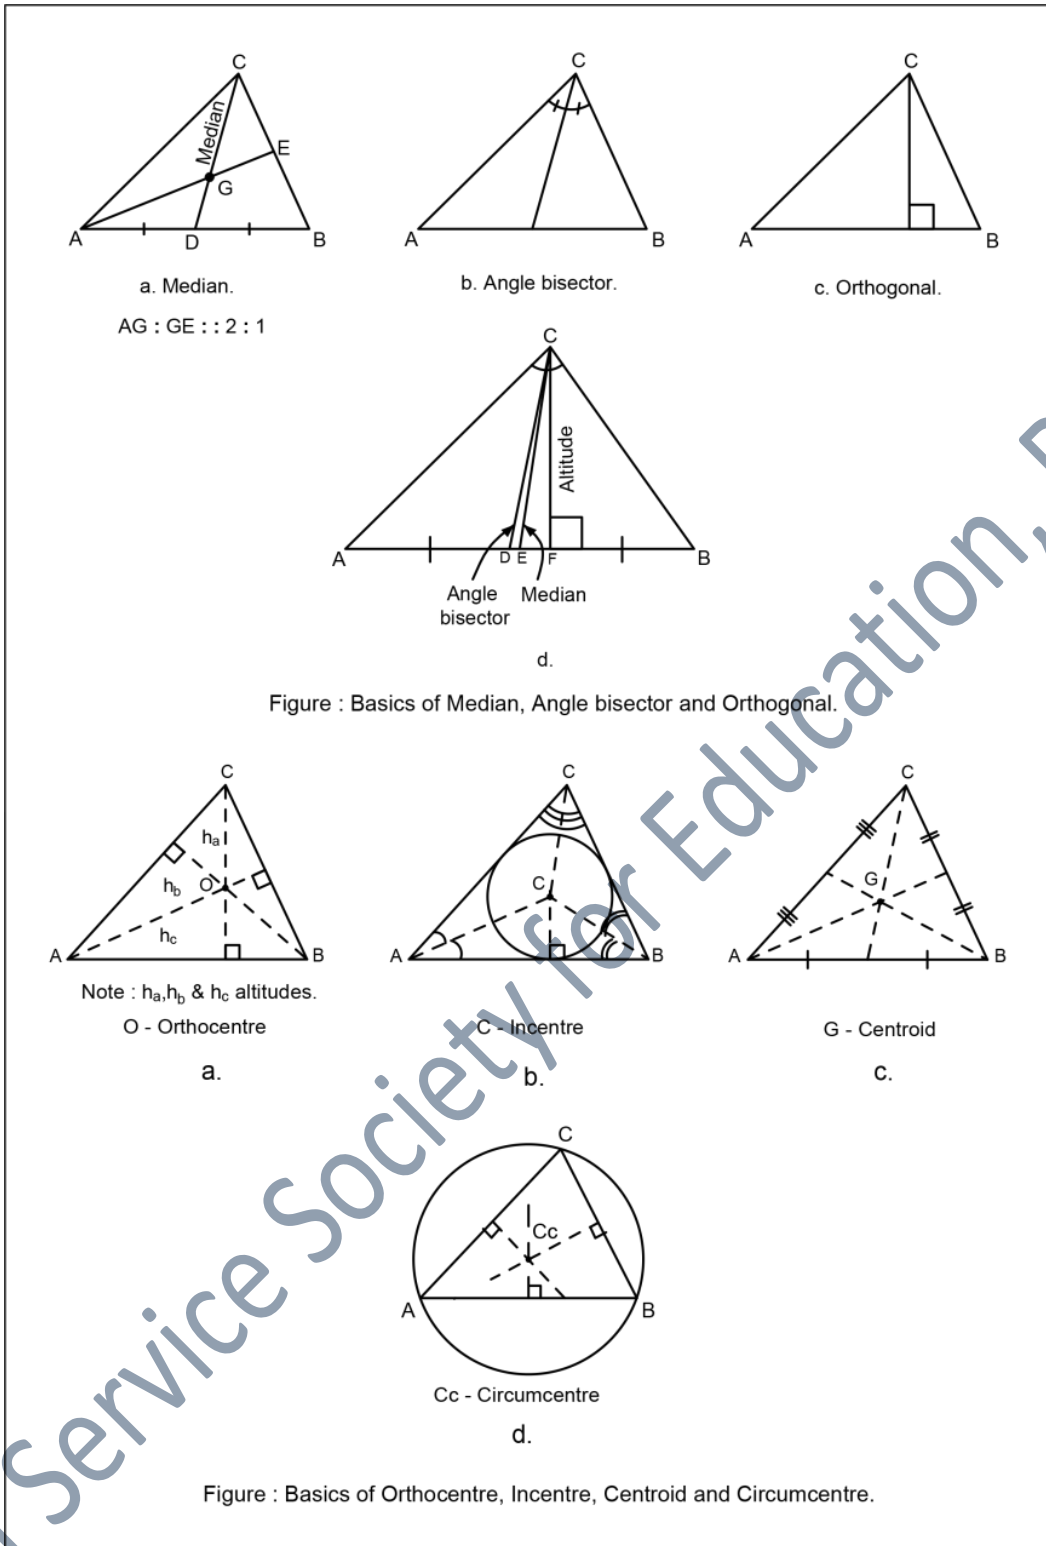 C
Median
E
G
A
D
B
a. Median.
AG : GE : : 2 : 1
C
A
B
b. Angle bisector.
C
A
B
c. Orthogonal.
C
Altitude
A
D E F
B
Angle
bisector
Median
d.
Figure : Basics of Median, Angle bisector and Orthogonal.
C
ha
hb
O
hc
A
B
Note : ha,hb & hc altitudes.
O - Orthocentre
a.
C
C
A
B
C - Incentre
b.
C
G
A
B
G - Centroid
c.
C
Cc
A
B
Cc - Circumcentre
d.
Figure : Basics of Orthocentre, Incentre, Centroid and Circumcentre.
Service Society for Education,